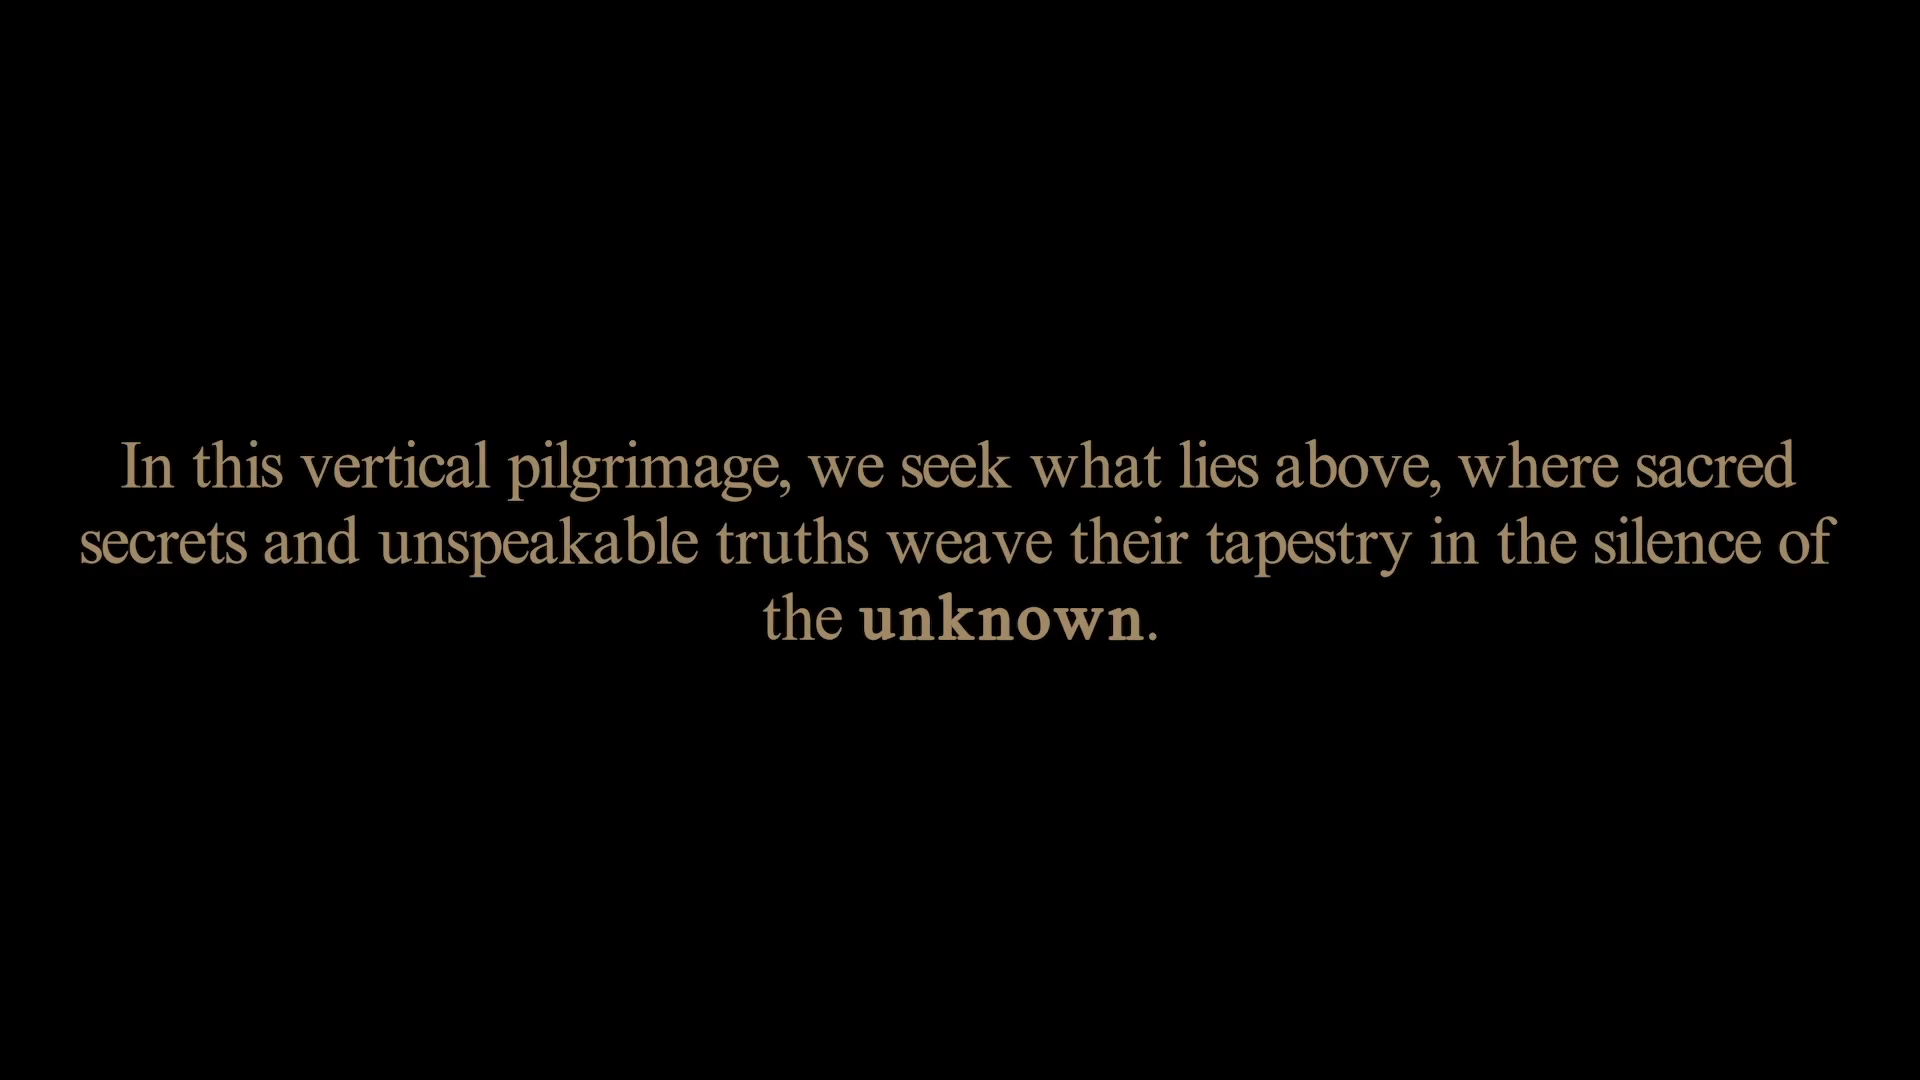 In this vertical pilgrimage, we seek what lies above, where sacred
secrets and unspeakable truths weave their tapestry in the silence of
the unknown.